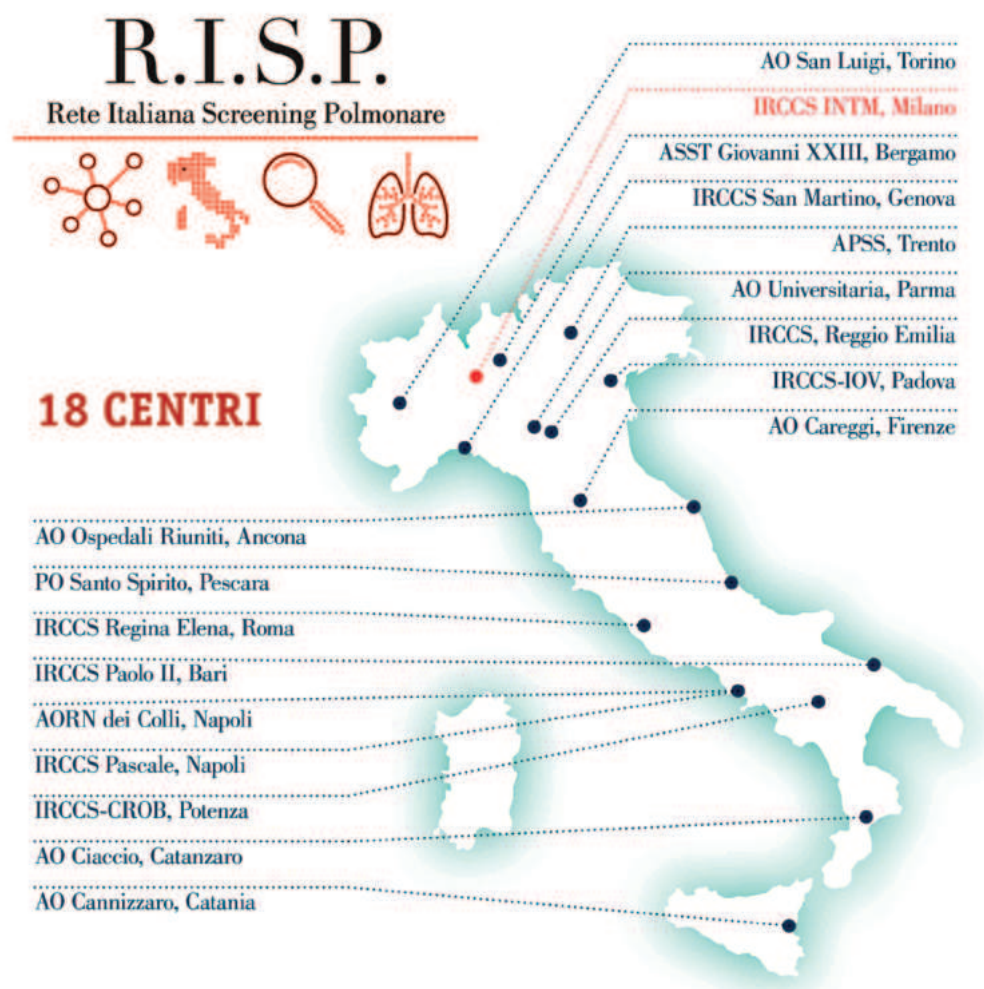 R.I.S.P.
Rete Italiana Screening Polmonare
AO San Luigi, Torino
IRCCS INTM, Milano
ASST Giovanni XXIII, Bergamo
IRCCS San Martino, Genova
APSS, Trento
AO Universitaria, Parma
IRCCS, Reggio Emilia
IRCCS-IOV, Padova
AO Careggi, Firenze
18 CENTRI
AO Ospedali Riuniti, Ancona
PO Santo Spirito, Pescara
IRCCS Regina Elena, Roma
IRCCS Paolo II, Bari
AORN dei Colli, Napoli
IRCCS Pascale, Napoli
IRCCS-CROB, Potenza
AO Ciaccio, Catanzaro
AO Cannizzaro, Catania